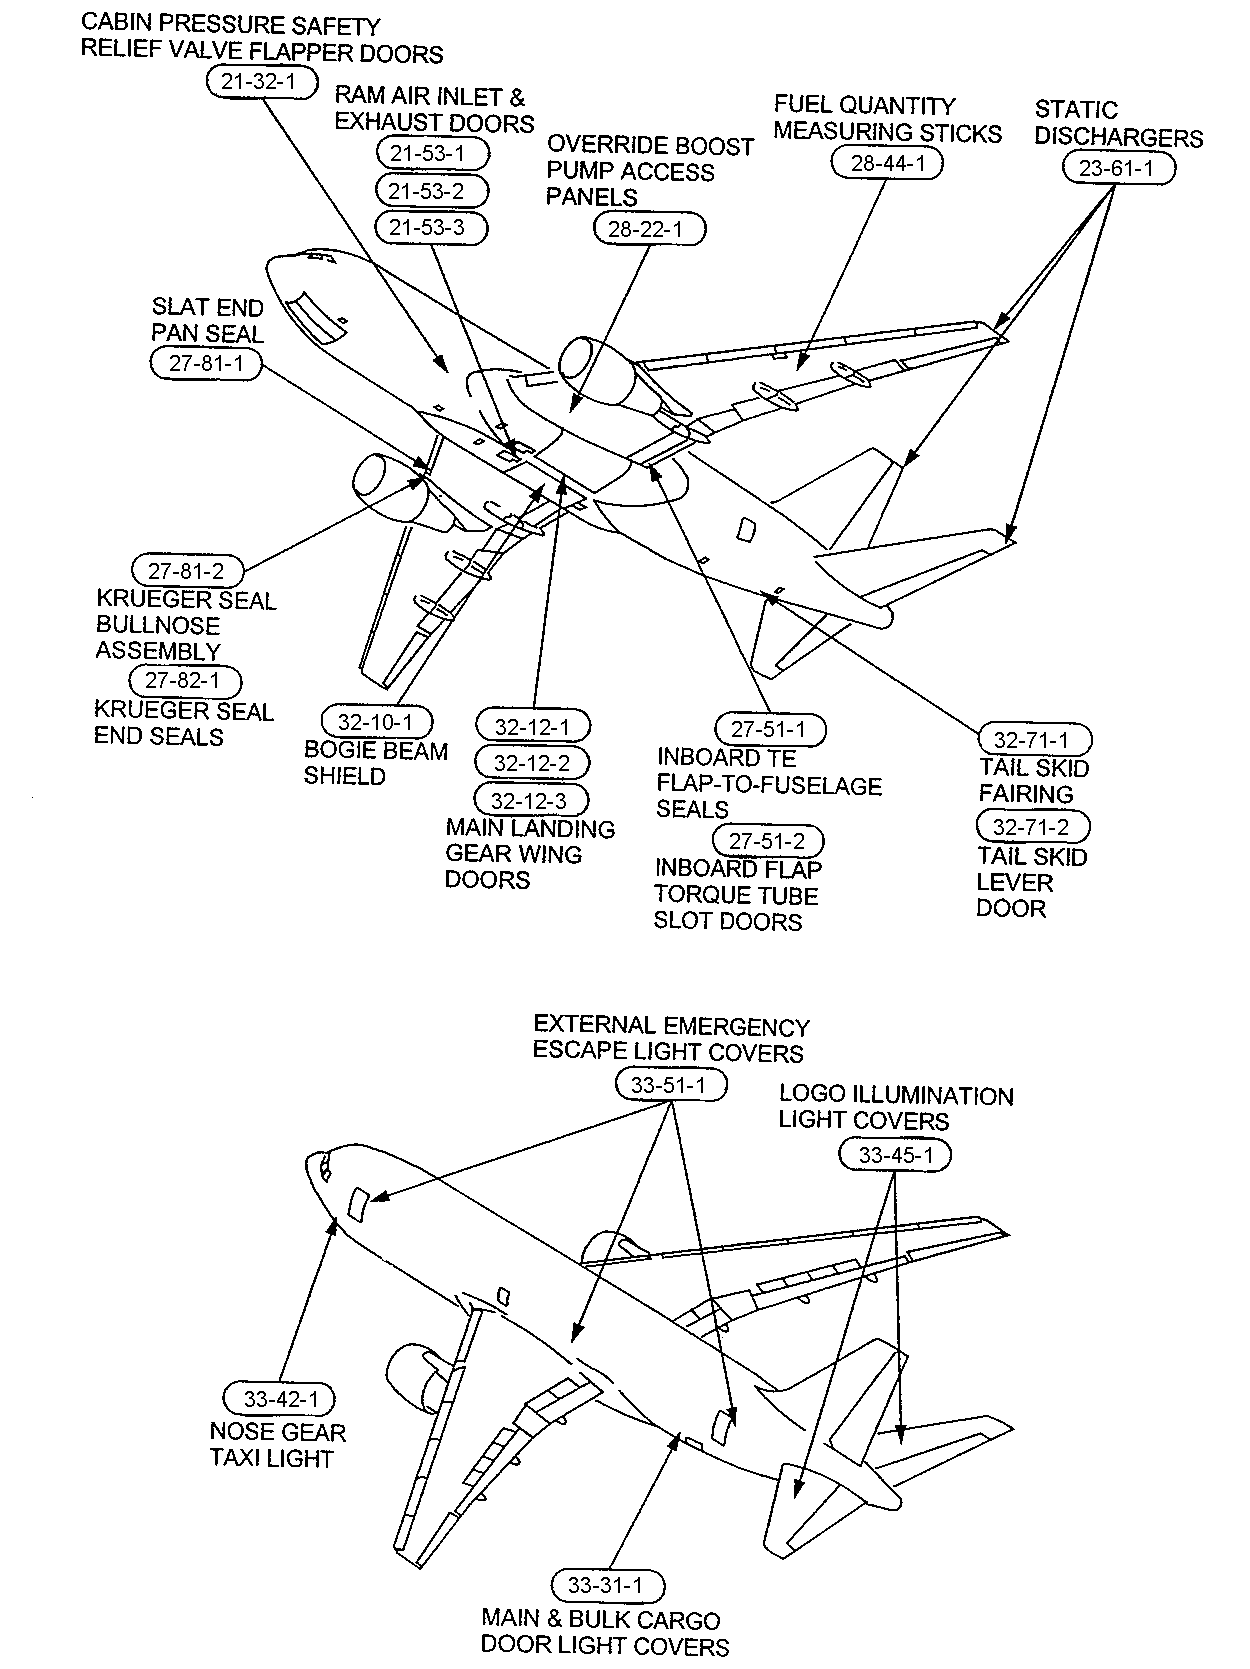 CABIN PRESSURE SAFETY
RELIEF VALVE FLAPPER DOORS
21-32-1
RAM AIR INLET &
EXHAUST DOORS
21-53-1
21-53-2
21-53-3
OVERRIDE BOOST
PUMP ACCESS
PANELS
28-22-1
FUEL QUANTITY
MEASURING STICKS
28-44-1
STATIC
DISCHARGERS
23-61-1
SLAT END
PAN SEAL
27-81-1
27-81-2
KRUEGER SEAL
BULLNOSE
ASSEMBLY
27-82-1
KRUEGER SEAL
END SEALS
32-10-1
BOGIE BEAM
SHIELD
32-12-1
32-12-2
32-12-3
MAIN LANDING
GEAR WING
DOORS
27-51-1
INBOARD TE
FLAP-TO-FUSELAGE
SEALS
27-51-2
INBOARD FLAP
TORQUE TUBE
SLOT DOORS
32-71-1
TAIL SKID
FAIRING
32-71-2
TAIL SKID
LEVER
DOOR
EXTERNAL EMERGENCY
ESCAPE LIGHT COVERS
33-51-1
LOGO ILLUMINATION
LIGHT COVERS
33-45-1
33-42-1
NOSE GEAR
TAXI LIGHT
33-31-1
MAIN & BULK CARGO
DOOR LIGHT COVERS